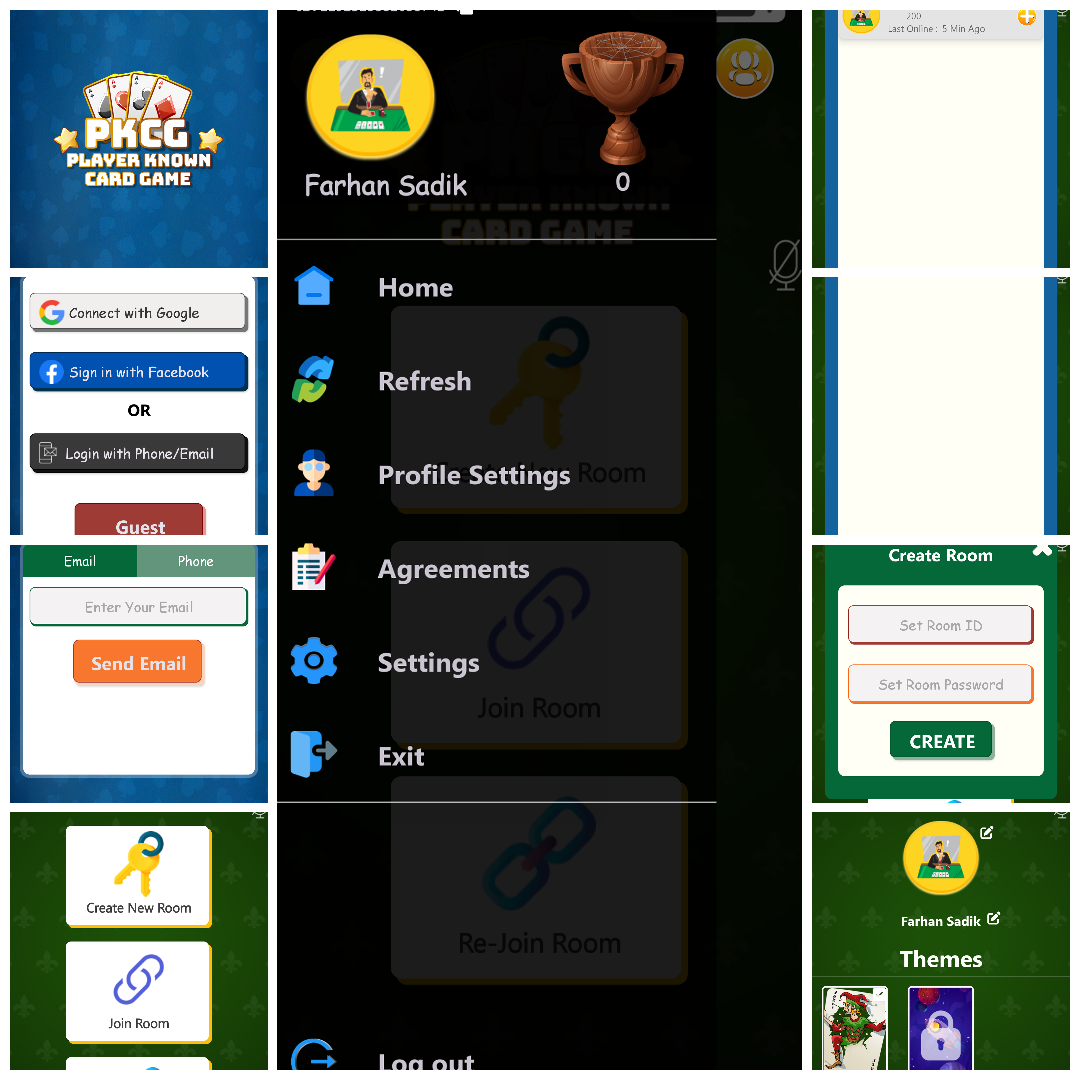 PKCG
PLAYER KNOWN
CARD GAME
Connect with Google
Sign in with Facebook
OR
Login with Phone/Email
Guest
Email
Phone
Enter Your Email
Send Email
Create New Room
Join Room
Farhan Sadik
0
CARD GAME
Home
Refresh
Profile Settings
Room
Agreements
Settings
Join Room
Exit
Re-Join Room
Log out
200
Last Online : 5 Min Ago
Create Room
Set Room ID
Set Room Password
CREATE
Farhan Sadik
Themes